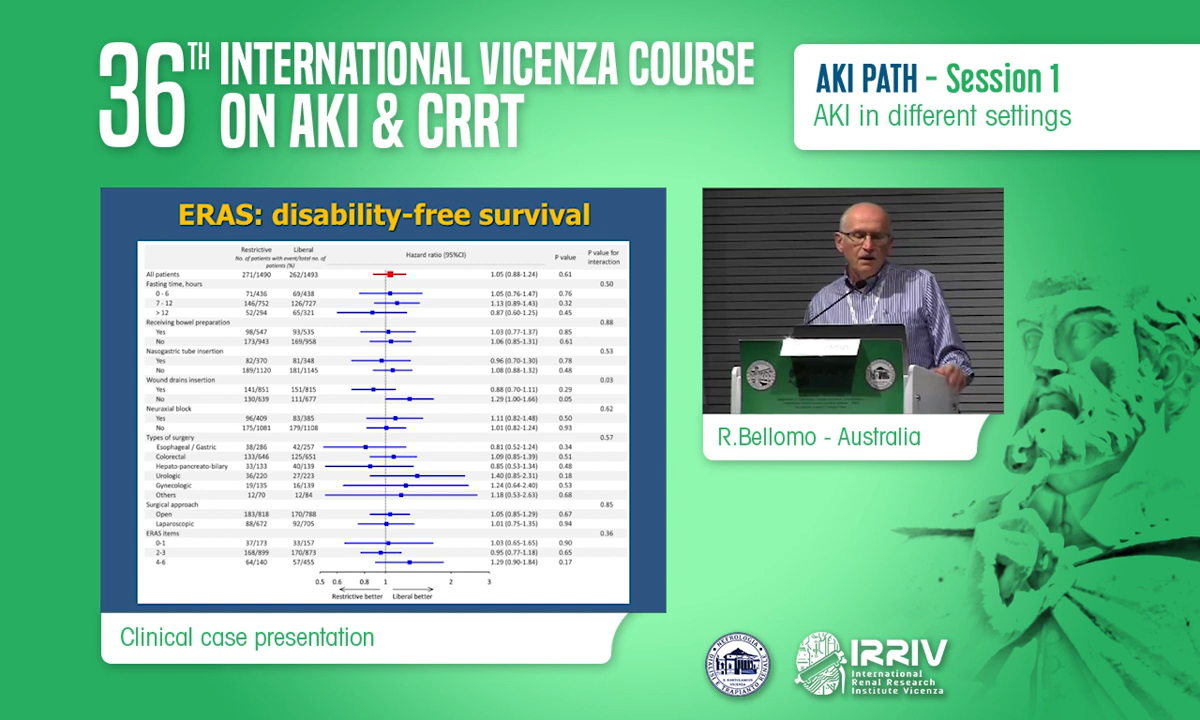 36TH INTERNATIONAL VICENZA COURSE
ON AKI & CRRT
AKI PATH - Session 1
AKI in different settings
ERAS: disability-free survival
Restrictive Liberal Hazard ratio (95%CI) P value P value for interaction
No. of patients with event/total no. of patients (%)
All patients 271/1490 262/1493 1.05 (0.88-1.24) 0.61
Fasting time, hours 0.50
0 - 6 71/436 69/438 1.05 (0.76-1.47) 0.76
7 - 12 146/752 126/727 1.13 (0.89-1.43) 0.32
> 12 52/294 65/321 0.87 (0.60-1.25) 0.45
Receiving bowel preparation 0.88
Yes 98/547 93/535 1.03 (0.77-1.37) 0.85
No 173/943 169/958 1.06 (0.85-1.31) 0.61
Nasogastric tube insertion 0.53
Yes 82/370 81/348 0.96 (0.70-1.30) 0.78
No 189/1120 181/1145 1.08 (0.88-1.32) 0.48
Wound drains insertion 0.03
Yes 141/851 151/815 0.88 (0.70-1.11) 0.29
No 130/639 111/677 1.29 (1.00-1.66) 0.05
Neuraxial block 0.62
Yes 96/409 83/385 1.11 (0.82-1.48) 0.50
No 175/1081 179/1108 1.01 (0.82-1.24) 0.93
Types of surgery 0.57
Esophageal / Gastric 38/286 42/257 0.81 (0.52-1.24) 0.34
Colorectal 133/646 125/651 1.09 (0.85-1.39) 0.51
Hepato-pancreato-biliary 33/133 40/139 0.85 (0.53-1.34) 0.48
Urologic 36/220 27/223 1.40 (0.85-2.31) 0.18
Gynecologic 19/135 16/139 1.24 (0.64-2.40) 0.53
Others 12/70 12/84 1.18 (0.53-2.63) 0.68
Surgical approach 0.85
Open 183/818 170/788 1.05 (0.85-1.29) 0.67
Laparoscopic 88/672 92/705 1.01 (0.75-1.35) 0.94
ERAS items 0.36
0-1 37/173 33/157 1.03 (0.65-1.65) 0.90
2-3 168/899 170/873 0.95 (0.77-1.18) 0.65
4-6 64/140 57/455 1.29 (0.90-1.84) 0.17
0.5 0.6 0.8 1 2 3
Restrictive better Liberal better
R.Bellomo - Australia
Clinical case presentation
NEFROLOGIA
DIALISI E TRAPIANTO RENALE
S. BORTOLO
VICENZA
IRRIV
International
Renal Research
Institute Vicenza